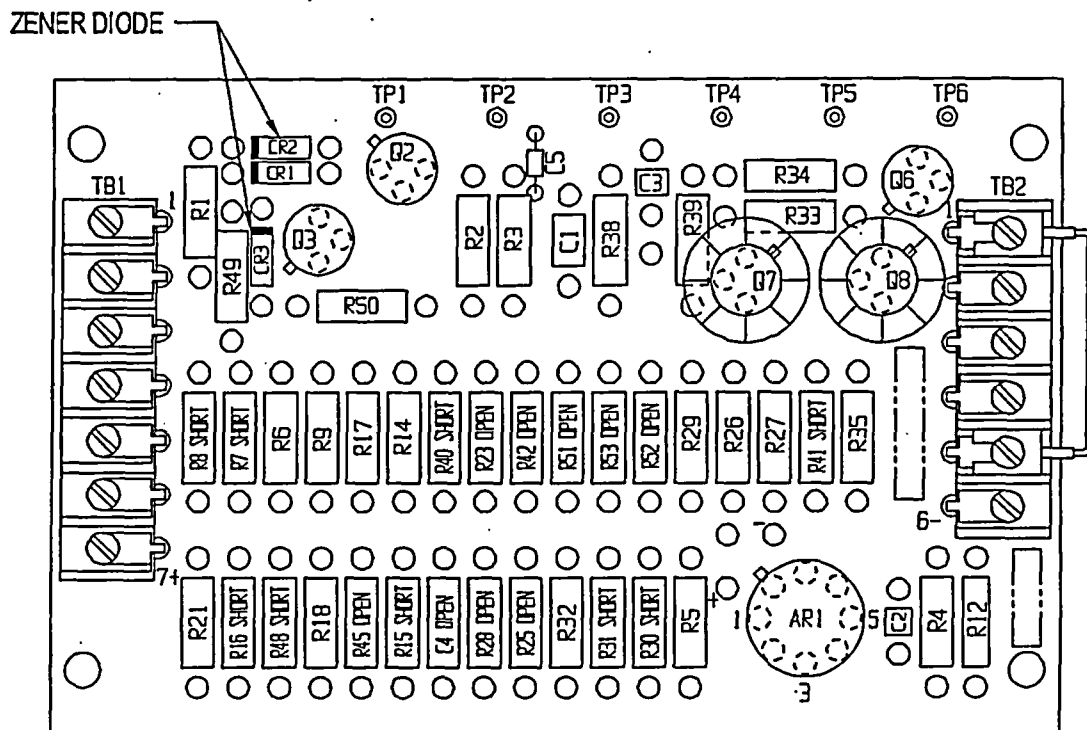 ZENER DIODE
TP1 TP2 TP3 TP4 TP5 TP6
CR2
CR1
Q2
C5
C3
R34
Q6
TB1
1
R1
R49
CR3
Q3
R50
R2
R3
C1
R38
R39
R33
Q7
Q8
TB2
1
R8 SHORT
R7 SHORT
R6
R9
R17
R14
R40 SHORT
R23 OPEN
R42 OPEN
R51 OPEN
R53 OPEN
R52 OPEN
R29
R26
R27
R41 SHORT
R35
6-
7+
R21
R16 SHORT
R48 SHORT
R18
R45 OPEN
R15 SHORT
C4 OPEN
R28 OPEN
R25 OPEN
R32
R31 SHORT
R30 SHORT
R5
+
-
1
AR1
5
3
C2
R4
R12